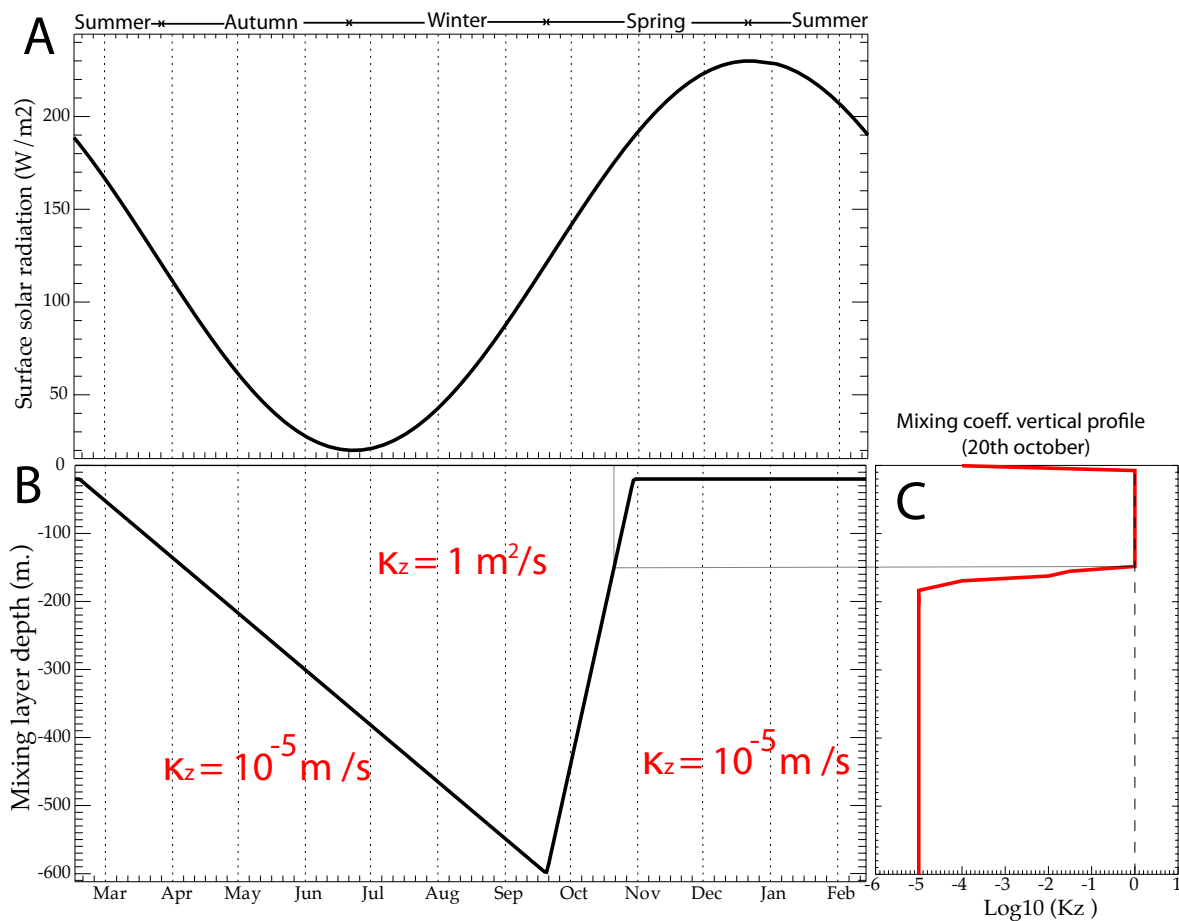 Summer Autumn Winter Spring Summer
A
Surface solar radiation (W/m2)
200
150
100
50
Mixing coeff. vertical profile
(20th october)
B
Mixing layer depth (m.)
0
-100
-200
-300
-400
-500
-600
κz = 1 m²/s
κz = 10⁻⁵ m /s
κz = 10⁻⁵ m /s
Mar Apr May Jun Jul Aug Sep Oct Nov Dec Jan Feb
C
-6 -5 -4 -3 -2 -1 0 1
Log10 (Kz )